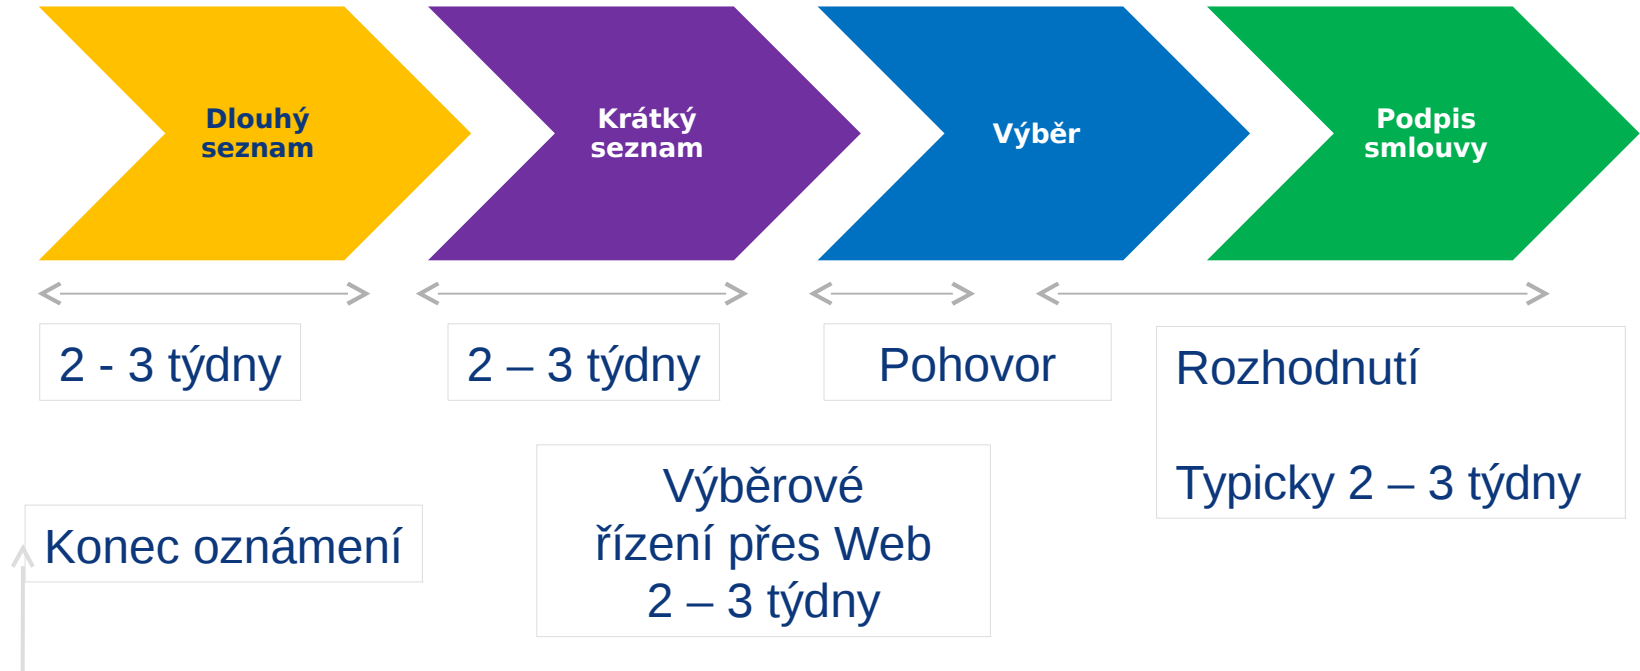 Dlouhý
seznam
Krátký
seznam
Výběr
Podpis
smlouvy
2 - 3 týdny
2 – 3 týdny
Pohovor
Rozhodnutí
Typicky 2 – 3 týdny
Konec oznámení
Výběrové
řízení přes Web
2 – 3 týdny